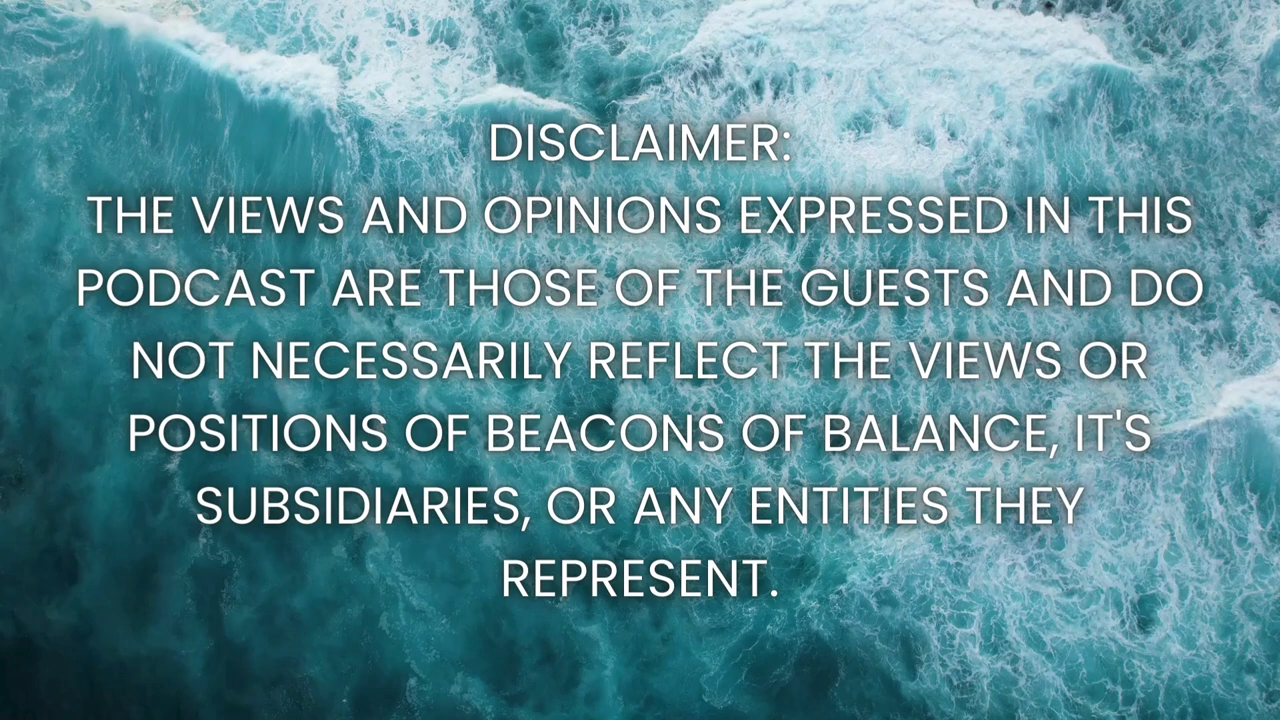 DISCLAIMER:
THE VIEWS AND OPINIONS EXPRESSED IN THIS
PODCAST ARE THOSE OF THE GUESTS AND DO
NOT NECESSARILY REFLECT THE VIEWS OR
POSITIONS OF BEACONS OF BALANCE, IT'S
SUBSIDIARIES, OR ANY ENTITIES THEY
REPRESENT.